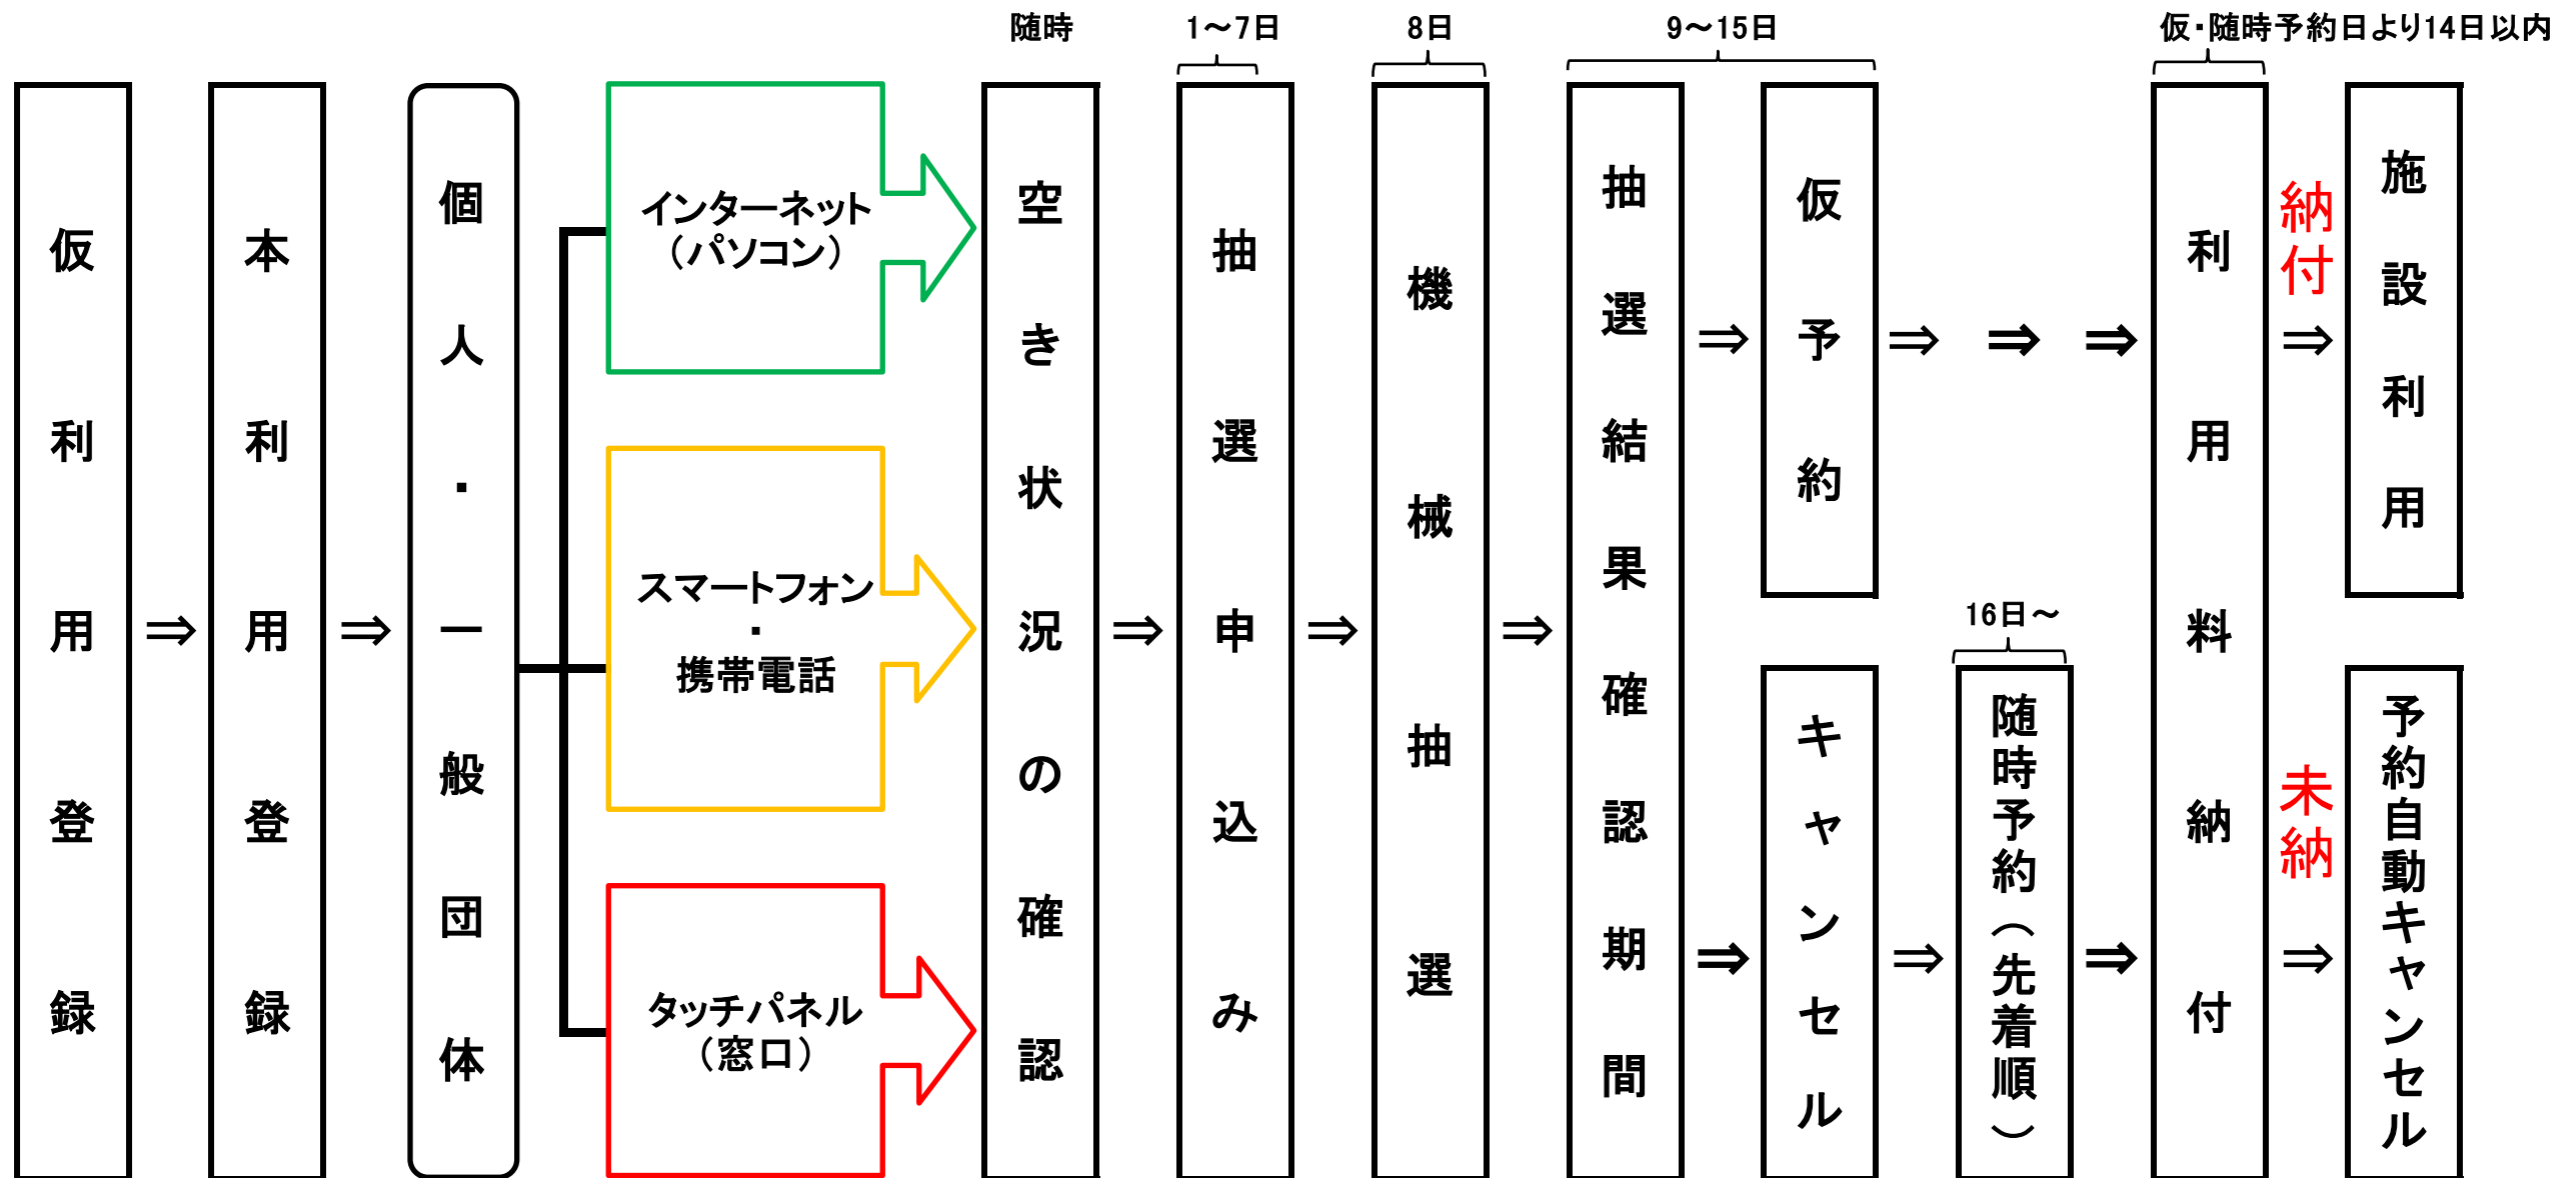 随時
1～7日
8日
9～15日
仮・随時予約日より14日以内
仮利用登録
⇒
本利用登録
⇒
個人・一般団体
インターネット
（パソコン）
スマートフォン
・
携帯電話
タッチパネル
（窓口）
空き状況の確認
⇒
抽選申込み
⇒
機械抽選
⇒
抽選結果確認期間
⇒
仮予約
⇒
⇒
⇒
⇒
キャンセル
⇒
16日～
随時予約（先着順）
⇒
利用料納付
納付
⇒
施設利用
未納
⇒
予約自動キャンセル